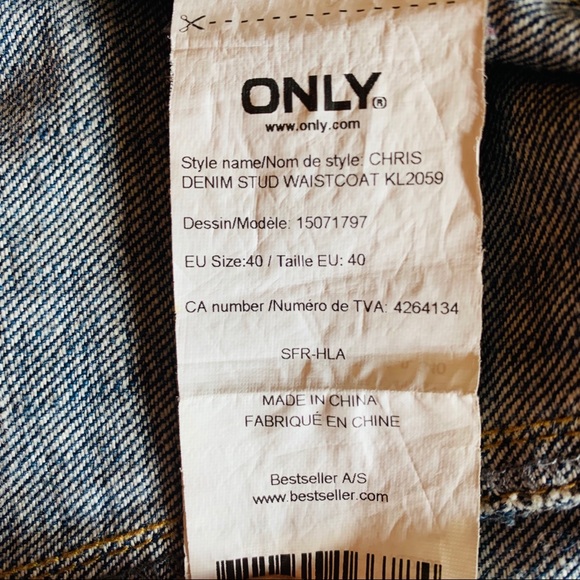 ONLY®
www.only.com
Style name/Nom de style: CHRIS
DENIM STUD WAISTCOAT KL2059
Dessin/Modèle: 15071797
EU Size:40 / Taille EU: 40
CA number /Numéro de TVA: 4264134
SFR-HLA
MADE IN CHINA
FABRIQUÉ EN CHINE
Bestseller A/S
www.bestseller.com